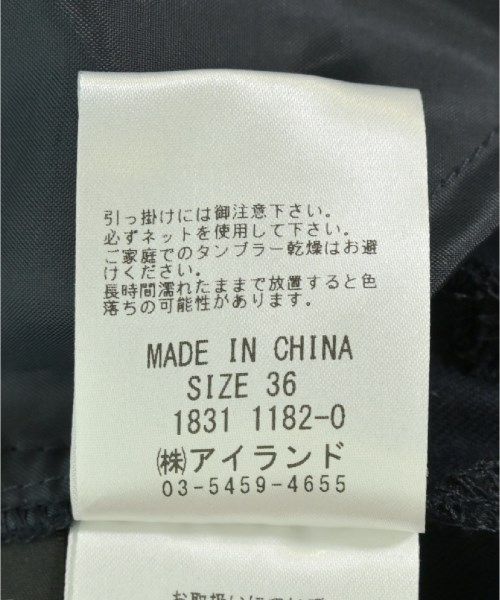 引っ掛けには御注意下さい。
必ずネットを使用して下さい。
ご家庭でのタンブラー乾燥はお避
けください。
長時間濡れたままで放置すると色
落ちの可能性があります。
MADE IN CHINA
SIZE 36
1831 1182-0
㈱アイランド
03-5459-4655
お取扱い